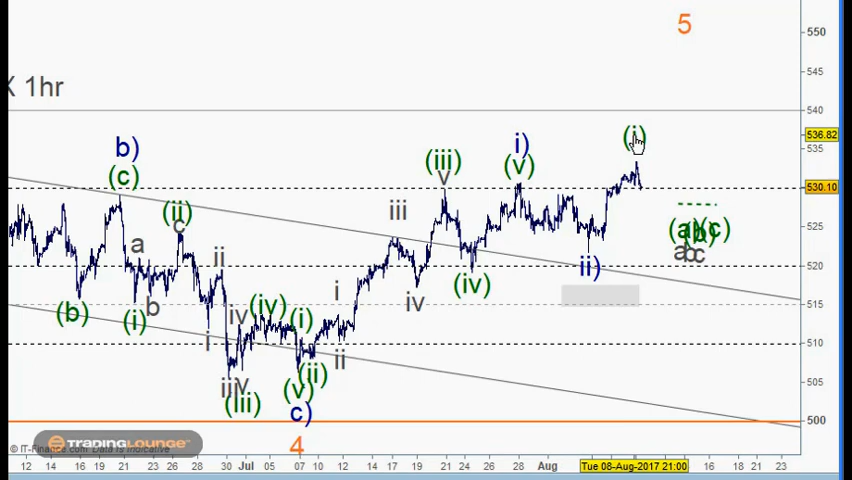 5
550
545
X 1hr
540
(i)
536.82
535
b)
i)
(c)
(iii)
(v)
v
530.10
(ii)
c
iii
525
(a)
(b)
(c)
a
ii
a
b
c
520
ii)
(b)
(i)
b
i
(iv)
iv
515
iv
(iv)
(i)
i
ii
510
iii
v
(ii)
505
(iii)
(v)
c)
500
4
TRADINGLOUNGE
© IT-Finance.com Data is Indicative
12 14 16 19 21 23 26 28 30 Jul 05 07 10 12 14 17 19 21 24 26 28 Aug Tue 08-Aug-2017 21:00 16 18 21 23